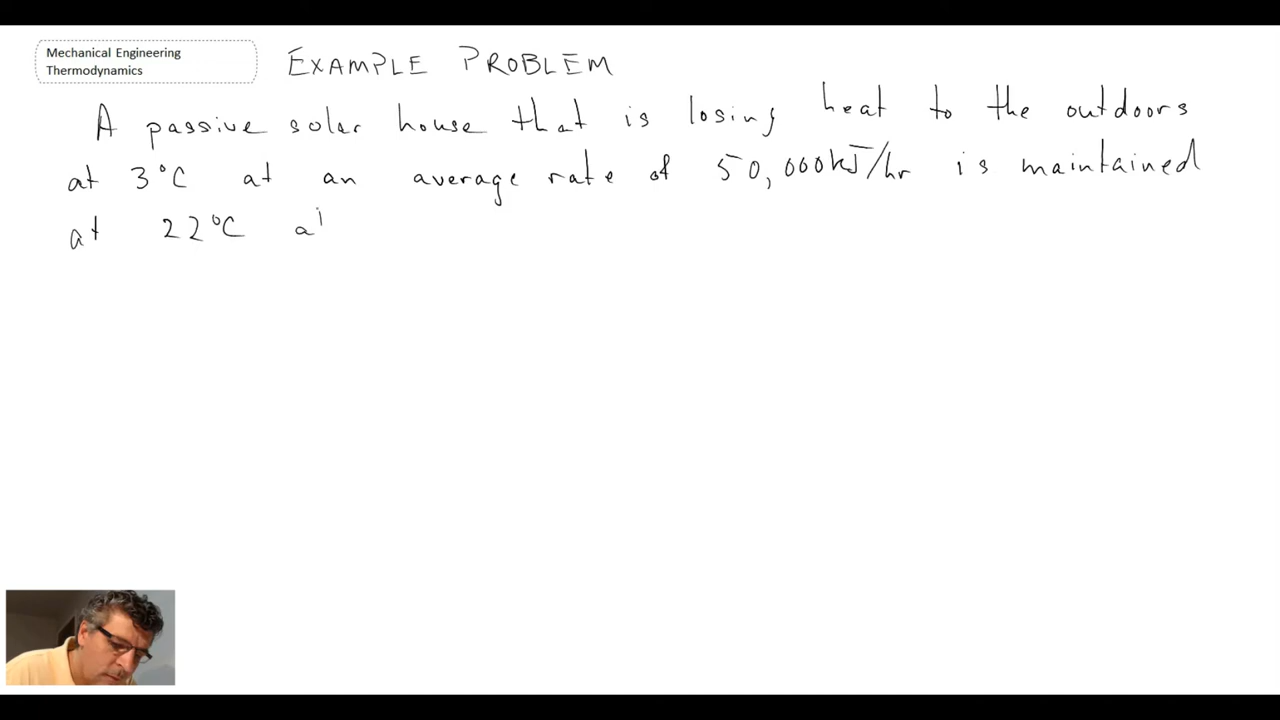 Mechanical Engineering
Thermodynamics
EXAMPLE PROBLEM
A passive solar house that is losing heat to the outdoors
at 3°C at an average rate of 50,000kJ/hr is maintained
at 22°C